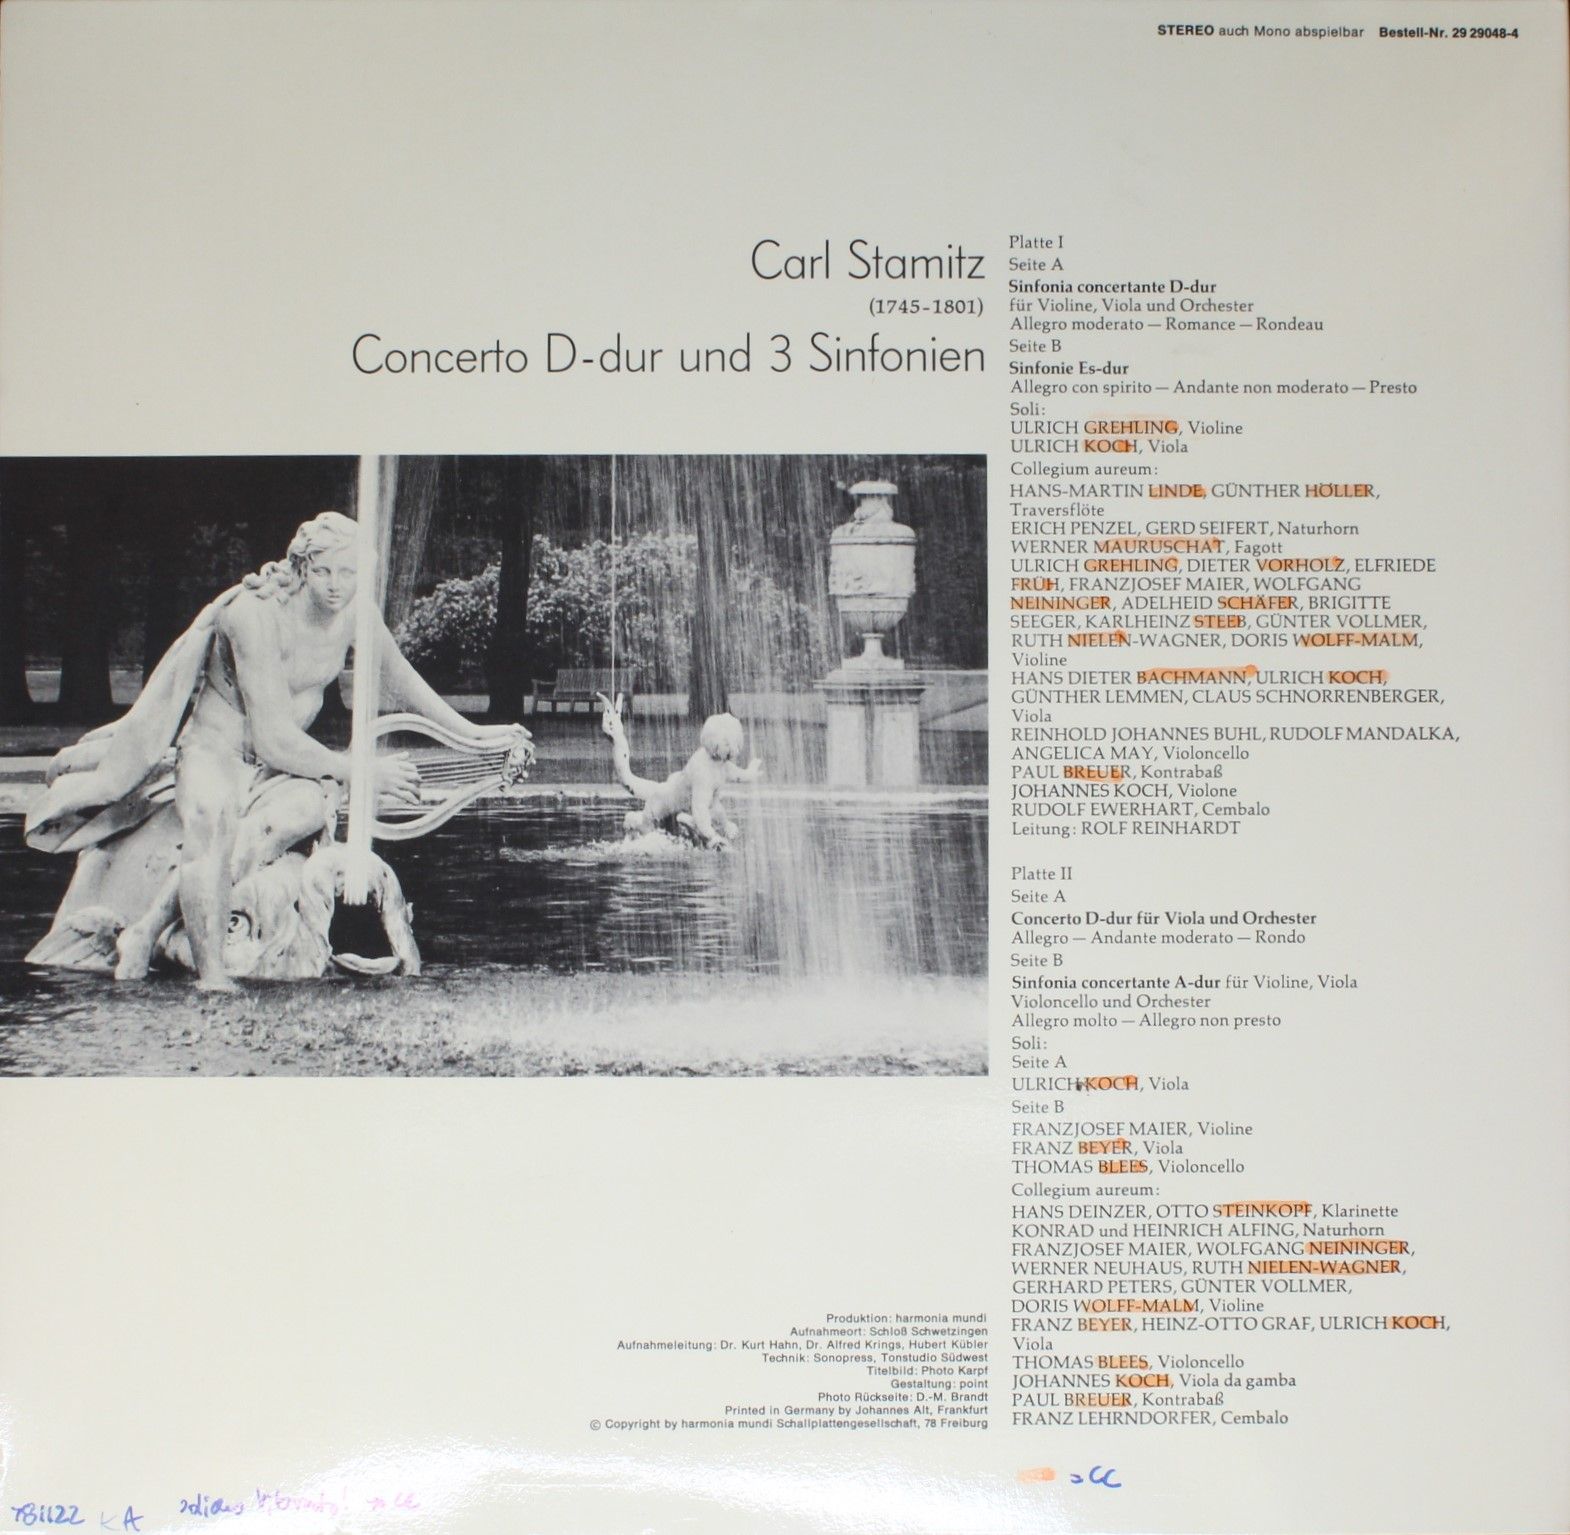 STEREO auch Mono abspielbar Bestell-Nr. 29 29048-4
Carl Stamitz
(1745-1801)
Concerto D-dur und 3 Sinfonien
Platte I
Seite A
Sinfonia concertante D-dur
für Violine, Viola und Orchester
Allegro moderato — Romance — Rondeau
Seite B
Sinfonie Es-dur
Allegro con spirito — Andante non moderato — Presto
Soli:
ULRICH GREHLING, Violine
ULRICH KOCH, Viola
Collegium aureum:
HANS-MARTIN LINDE, GÜNTHER HÖLLER,
Traversflöte
ERICH PENZEL, GERD SEIFERT, Naturhorn
WERNER MAURUSCHAT, Fagott
ULRICH GREHLING, DIETER VORHOLZ, ELFRIEDE
FRÜH, FRANZJOSEF MAIER, WOLFGANG
NEININGER, ADELHEID SCHÄFER, BRIGITTE
SEEGER, KARLHEINZ STEEB, GÜNTER VOLLMER,
RUTH NIELEN-WAGNER, DORIS WOLFF-MALM,
Violine
HANS DIETER BACHMANN, ULRICH KOCH,
GÜNTHER LEMMEN, CLAUS SCHNORRENBERGER,
Viola
REINHOLD JOHANNES BUHL, RUDOLF MANDALKA,
ANGELICA MAY, Violoncello
PAUL BREUER, Kontrabaß
JOHANNES KOCH, Violone
RUDOLF EWERHART, Cembalo
Leitung: ROLF REINHARDT
Platte II
Seite A
Concerto D-dur für Viola und Orchester
Allegro — Andante moderato — Rondo
Seite B
Sinfonia concertante A-dur für Violine, Viola
Violoncello und Orchester
Allegro molto — Allegro non presto
Soli:
Seite A
ULRICH KOCH, Viola
Seite B
FRANZJOSEF MAIER, Violine
FRANZ BEYER, Viola
THOMAS BLEES, Violoncello
Collegium aureum:
HANS DEINZER, OTTO STEINKOPF, Klarinette
KONRAD und HEINRICH ALFING, Naturhorn
FRANZJOSEF MAIER, WOLFGANG NEININGER,
WERNER NEUHAUS, RUTH NIELEN-WAGNER,
GERHARD PETERS, GÜNTER VOLLMER,
DORIS WOLFF-MALM, Violine
FRANZ BEYER, HEINZ-OTTO GRAF, ULRICH KOCH,
Viola
THOMAS BLEES, Violoncello
JOHANNES KOCH, Viola da gamba
PAUL BREUER, Kontrabaß
FRANZ LEHRNDORFER, Cembalo
Produktion: harmonia mundi
Aufnahmeort: Schloß Schwetzingen
Aufnahmeleitung: Dr. Kurt Hahn, Dr. Alfred Krings, Hubert Kübler
Technik: Sonopress, Tonstudio Südwest
Titelbild: Photo Karpf
Gestaltung: point
Photo Rückseite: D.-M. Brandt
Printed in Germany by Johannes Alt, Frankfurt
© Copyright by harmonia mundi Schallplattengesellschaft, 78 Freiburg
= CC
781122 KA